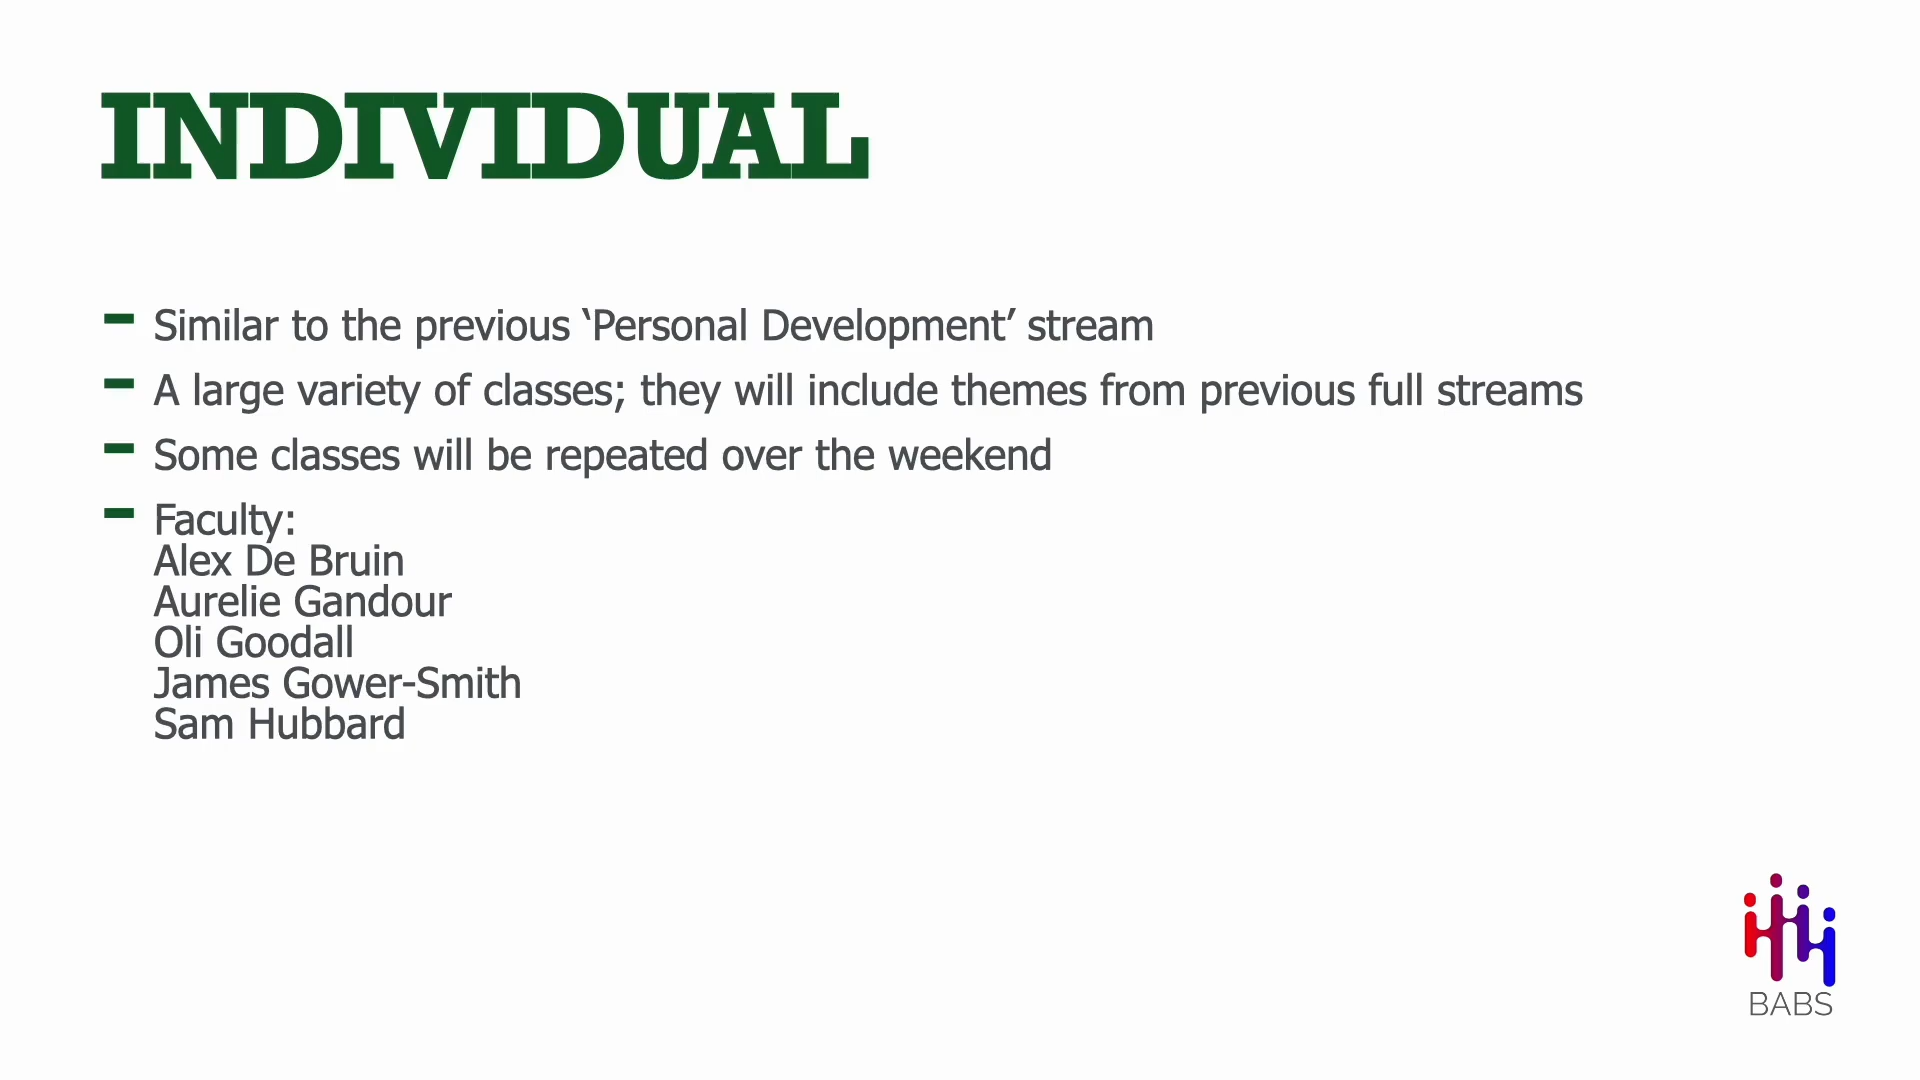 INDIVIDUAL
Similar to the previous ‘Personal Development’ stream
A large variety of classes; they will include themes from previous full streams
Some classes will be repeated over the weekend
Faculty:
Alex De Bruin
Aurelie Gandour
Oli Goodall
James Gower-Smith
Sam Hubbard
BABS